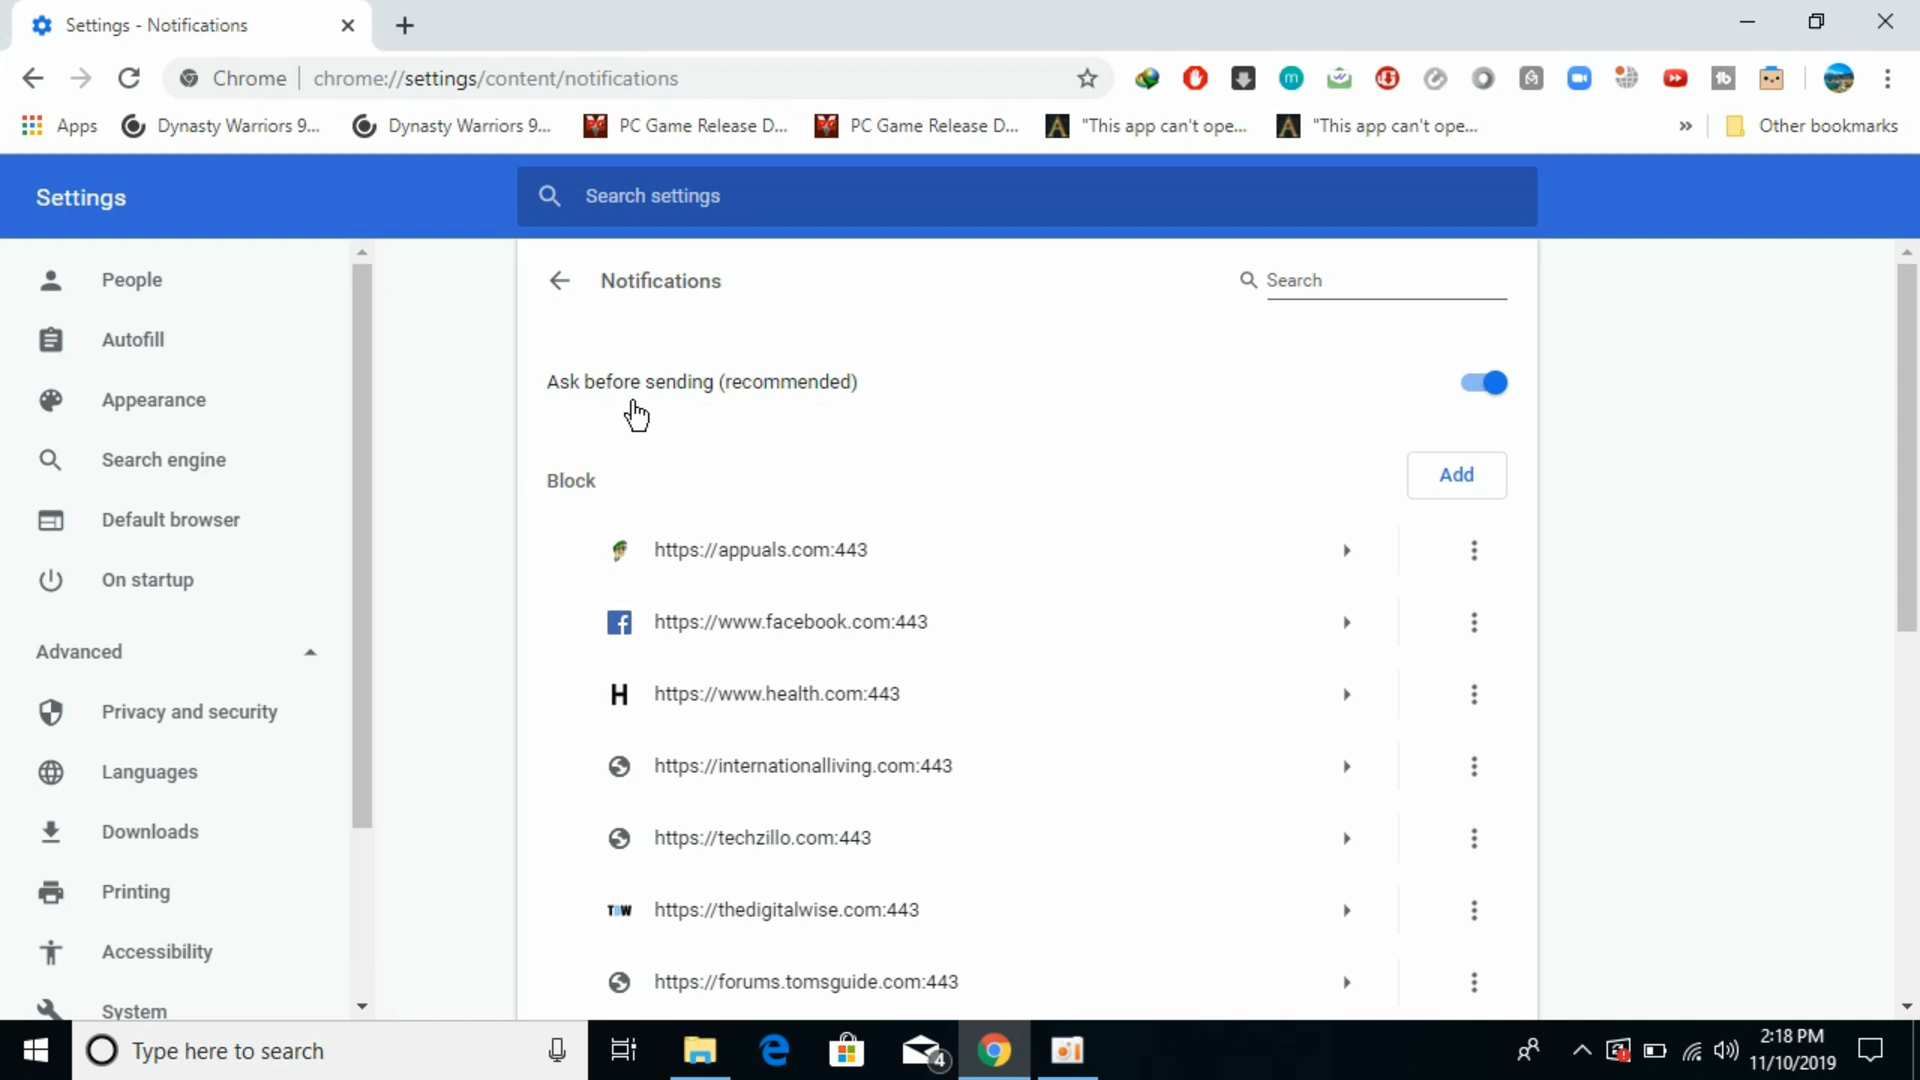 Settings - Notifications
Chrome
chrome://settings/content/notifications
Apps
Dynasty Warriors 9...
Dynasty Warriors 9...
PC Game Release D...
PC Game Release D...
"This app can't ope...
"This app can't ope...
Other bookmarks
Settings
Search settings
People
Autofill
Appearance
Search engine
Default browser
On startup
Advanced
Privacy and security
Languages
Downloads
Printing
Accessibility
System
Notifications
Search
Ask before sending (recommended)
Block
Add
https://appuals.com:443
https://www.facebook.com:443
H
https://www.health.com:443
https://internationalliving.com:443
https://techzillo.com:443
TDW
https://thedigitalwise.com:443
https://forums.tomsguide.com:443
Type here to search
4
2:18 PM
11/10/2019